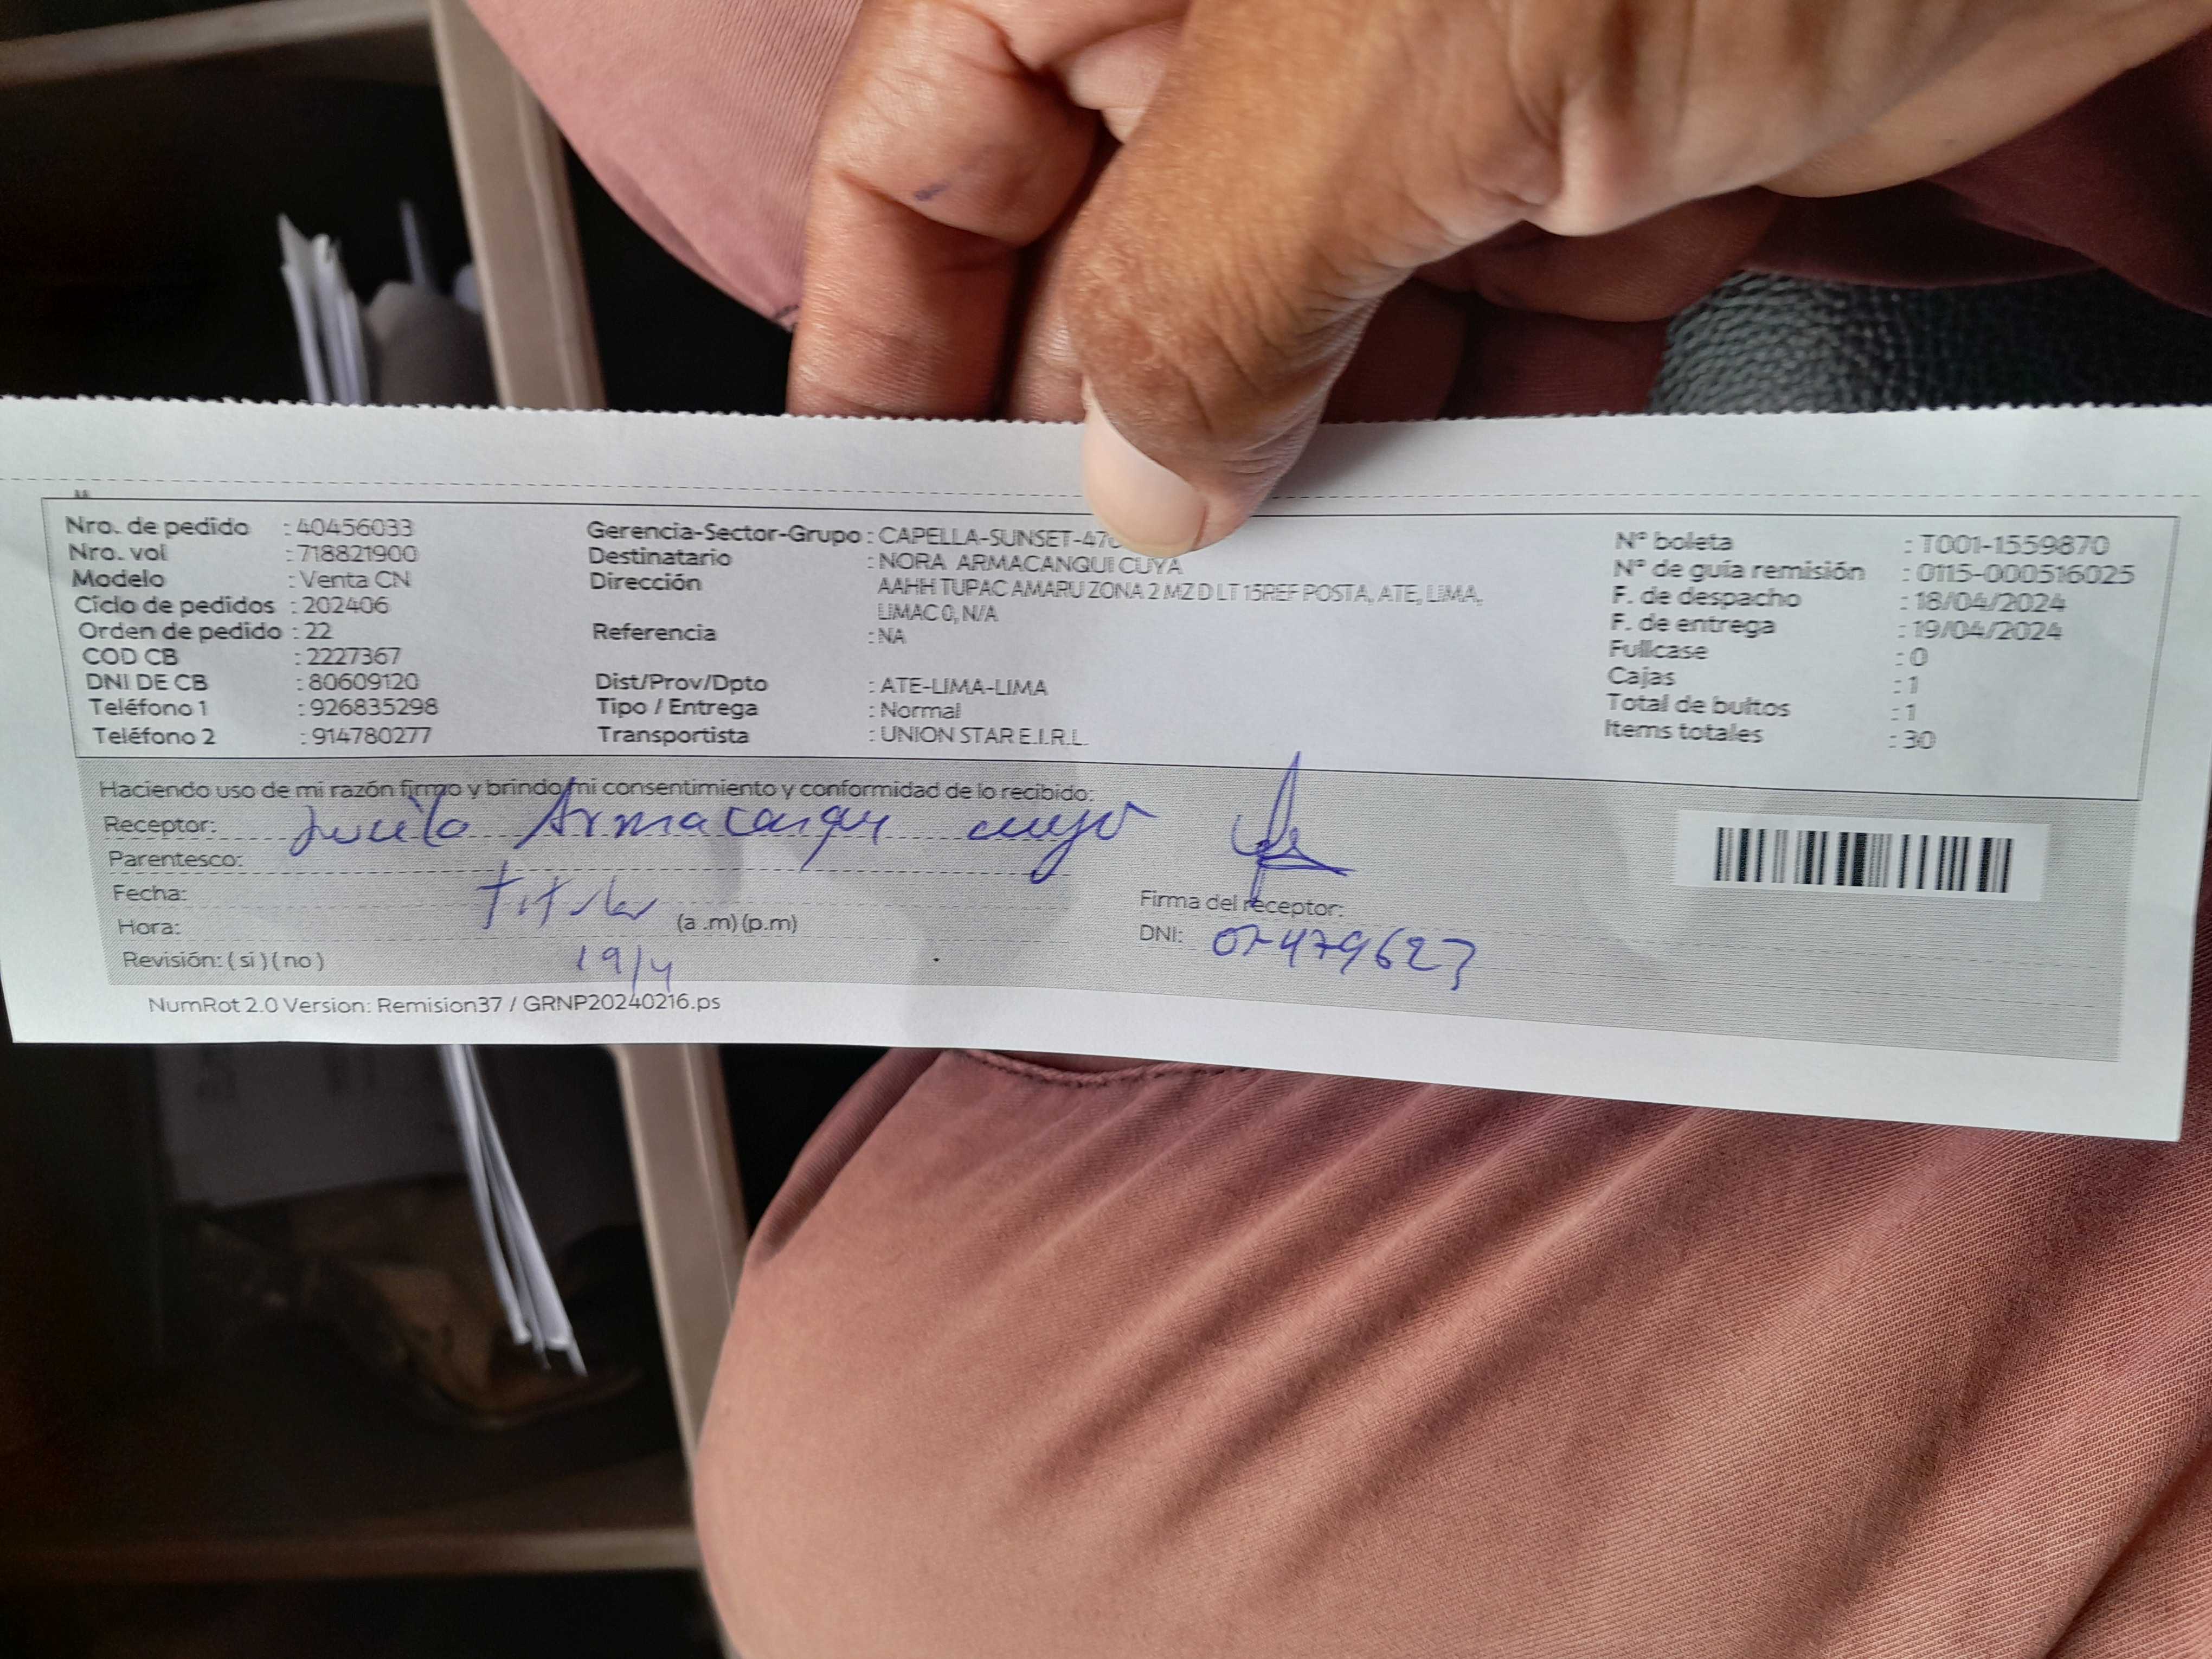 Nro. de pedido : 40456033
Nro. vol : 718821900
Modelo : Venta CN
Ciclo de pedidos : 202406
Orden de pedido : 22
COD CB : 2227367
DNI DE CB : 80609120
Teléfono 1 : 926835298
Teléfono 2 : 914780277
Gerencia-Sector-Grupo : CAPELLA-SUNSET-47
Destinatario : NORA ARMACANQUI CUYA
Dirección AAHH TUPAC AMARU ZONA 2 MZ D LT 15REF POSTA, ATE, LIMA,
LIMAC 0, N/A
Referencia : NA
Dist/Prov/Dpto : ATE-LIMA-LIMA
Tipo / Entrega : Normal
Transportista : UNION STAR E.I.R.L.
N° boleta : T001-1559870
N° de guía remisión : 0115-000516025
F. de despacho : 18/04/2024
F. de entrega : 19/04/2024
Fullcase : 0
Cajas : 1
Total de bultos : 1
Items totales : 30
Haciendo uso de mi razón firmo y brindo mi consentimiento y conformidad de lo recibido:
Receptor: Armacanqui cuya
Parentesco:
Fecha: Titular
Hora: (a .m) (p.m)
Revisión: ( si ) ( no ) 19/4
Firma del receptor:
DNI:
NumRot 2.0 Version: Remision37 / GRNP20240216.ps